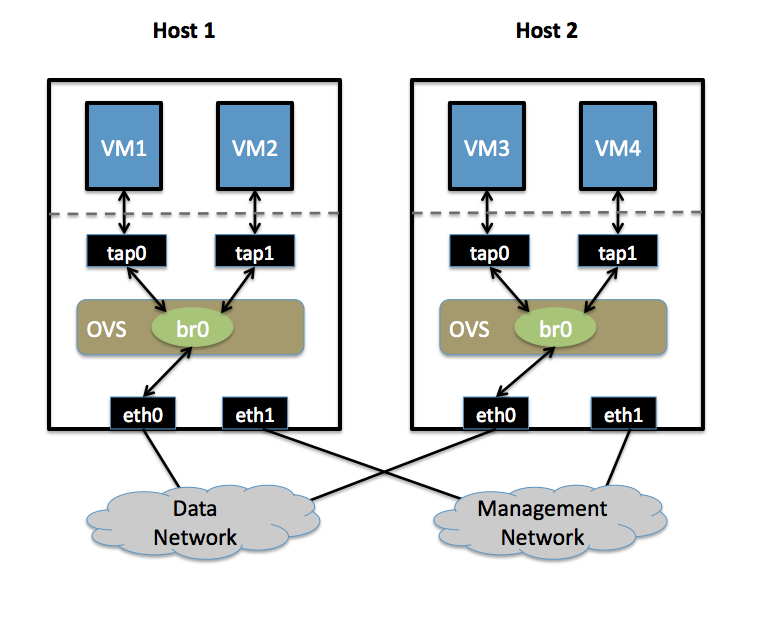 Host 1
Host 2
VM1
VM2
VM3
VM4
tap0
tap1
tap0
tap1
OVS
br0
OVS
br0
eth0
eth1
eth0
eth1
Data
Network
Management
Network